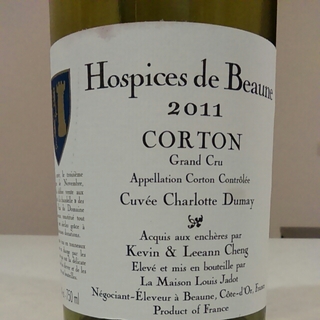 Hospices de Beaune
2011
CORTON
Grand Cru
Appellation Corton Contrôlée
Cuvée Charlotte Dumay
Acquis aux enchères par
Kevin & Leeann Cheng
Elevé et mis en bouteille par
La Maison Louis Jadot
Négociant-Éleveur à Beaune, Côte-d'Or, France
Product of France
750 ml